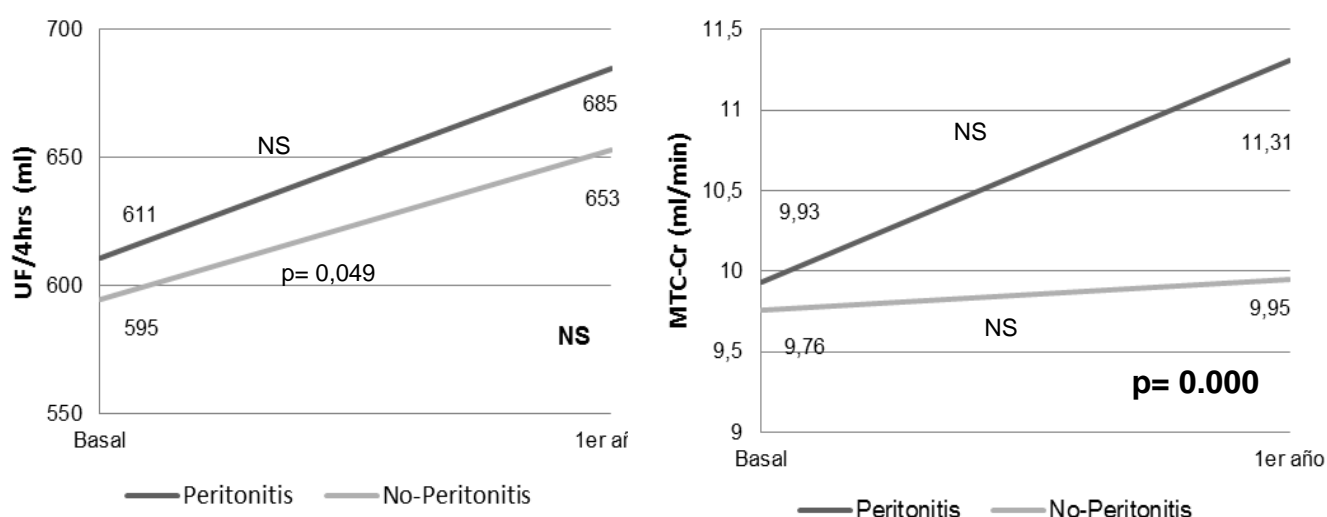 UF/4hrs (ml)
700
650
600
550
NS
685
611
653
p= 0,049
595
NS
Basal
1er añ
Peritonitis
No-Peritonitis
MTC-Cr (ml/min)
11,5
11
10,5
10
9,5
9
NS
11,31
9,93
NS
9,95
9,76
p= 0.000
Basal
1er año
Peritonitis
No-Peritonitis